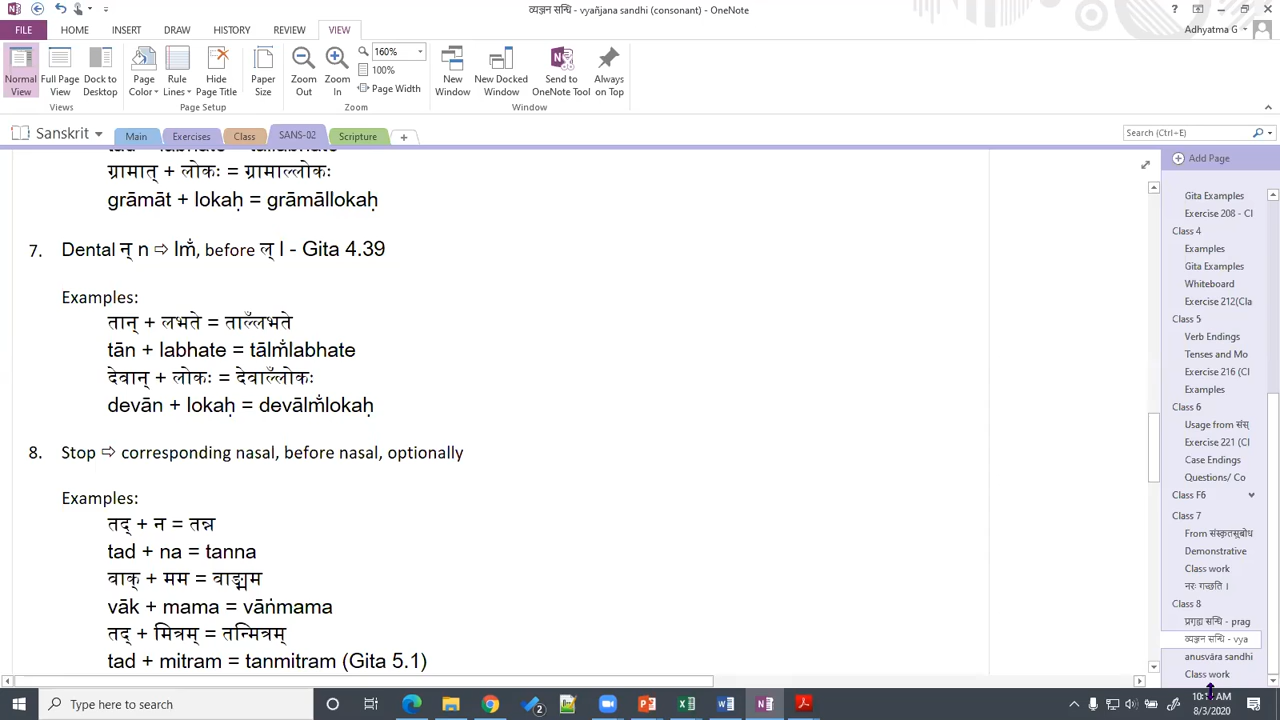 व्यञ्जन सन्धि - vyañjana sandhi (consonant) - OneNote
FILE HOME INSERT DRAW HISTORY REVIEW VIEW
Adhyatma G
Normal View
Full Page View
Dock to Desktop
Views
Page Color
Rule Lines
Hide Page Title
Page Setup
Paper Size
Zoom Out
Zoom In
160%
100%
Page Width
Zoom
New Window
New Docked Window
Send to OneNote Tool
Always on Top
Window
Sanskrit
Main Exercises Class SANS-02 Scripture
Search (Ctrl+E)
ग्रामात् + लोकः = ग्रामाल्लोकः
grāmāt + lokaḥ = grāmāllokaḥ
7. Dental न् n ⇨ lm̐, before ल् l - Gita 4.39
Examples:
तान् + लभते = ताल्ँलभते
tān + labhate = tālm̐labhate
देवान् + लोकः = देवाल्ँलोकः
devān + lokaḥ = devālm̐lokaḥ
8. Stop ⇨ corresponding nasal, before nasal, optionally
Examples:
तद् + न = तन्न
tad + na = tanna
वाक् + मम = वाङ्मम
vāk + mama = vāṅmama
तद् + मित्रम् = तन्मित्रम्
tad + mitram = tanmitram (Gita 5.1)
Add Page
Gita Examples
Exercise 208 - Cl
Class 4
Examples
Gita Examples
Whiteboard
Exercise 212(Cla
Class 5
Verb Endings
Tenses and Mo
Exercise 216 (Cl
Examples
Class 6
Usage from संस्
Exercise 221 (Cl
Case Endings
Questions/ Co
Class F6
Class 7
From संस्कृतसुबोध
Demonstrative
Class work
नरः गच्छति ।
Class 8
प्रगृह्य सन्धि - prag
व्यञ्जन सन्धि - vya
anusvāra sandhi
Class work
Type here to search
8/3/2020